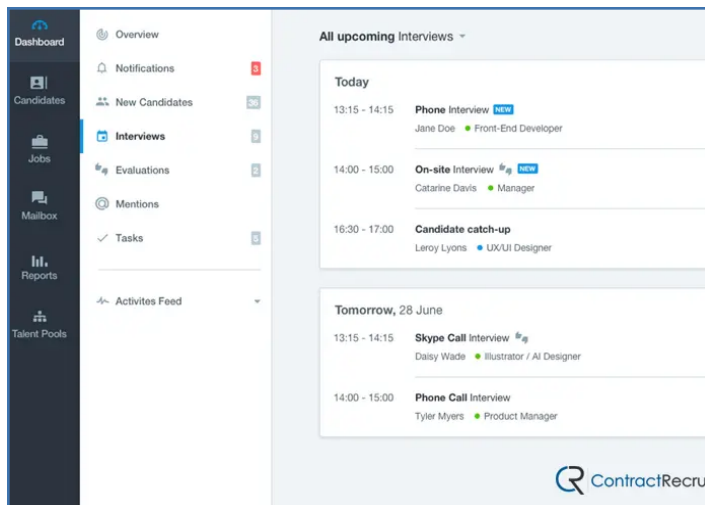 Dashboard
Candidates
Jobs
Mailbox
Reports
Talent Pools
Overview
Notifications 3
New Candidates 36
Interviews 9
Evaluations 2
Mentions
Tasks 5
Activites Feed
All upcoming Interviews
Today
13:15 - 14:15 Phone Interview NEW
Jane Doe Front-End Developer
14:00 - 15:00 On-site Interview NEW
Catarine Davis Manager
16:30 - 17:00 Candidate catch-up
Leroy Lyons UX/UI Designer
Tomorrow, 28 June
13:15 - 14:15 Skype Call Interview
Daisy Wade Illustrator / AI Designer
14:00 - 15:00 Phone Call Interview
Tyler Myers Product Manager
CR ContractRecru